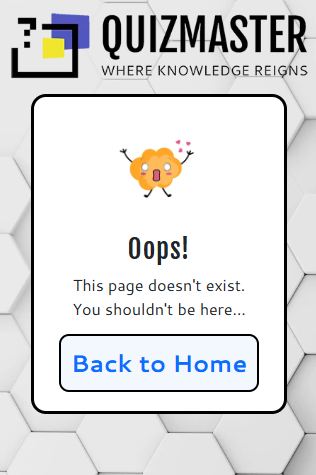 ?
QUIZMASTER
WHERE KNOWLEDGE REIGNS
Oops!
This page doesn't exist.
You shouldn't be here...
Back to Home